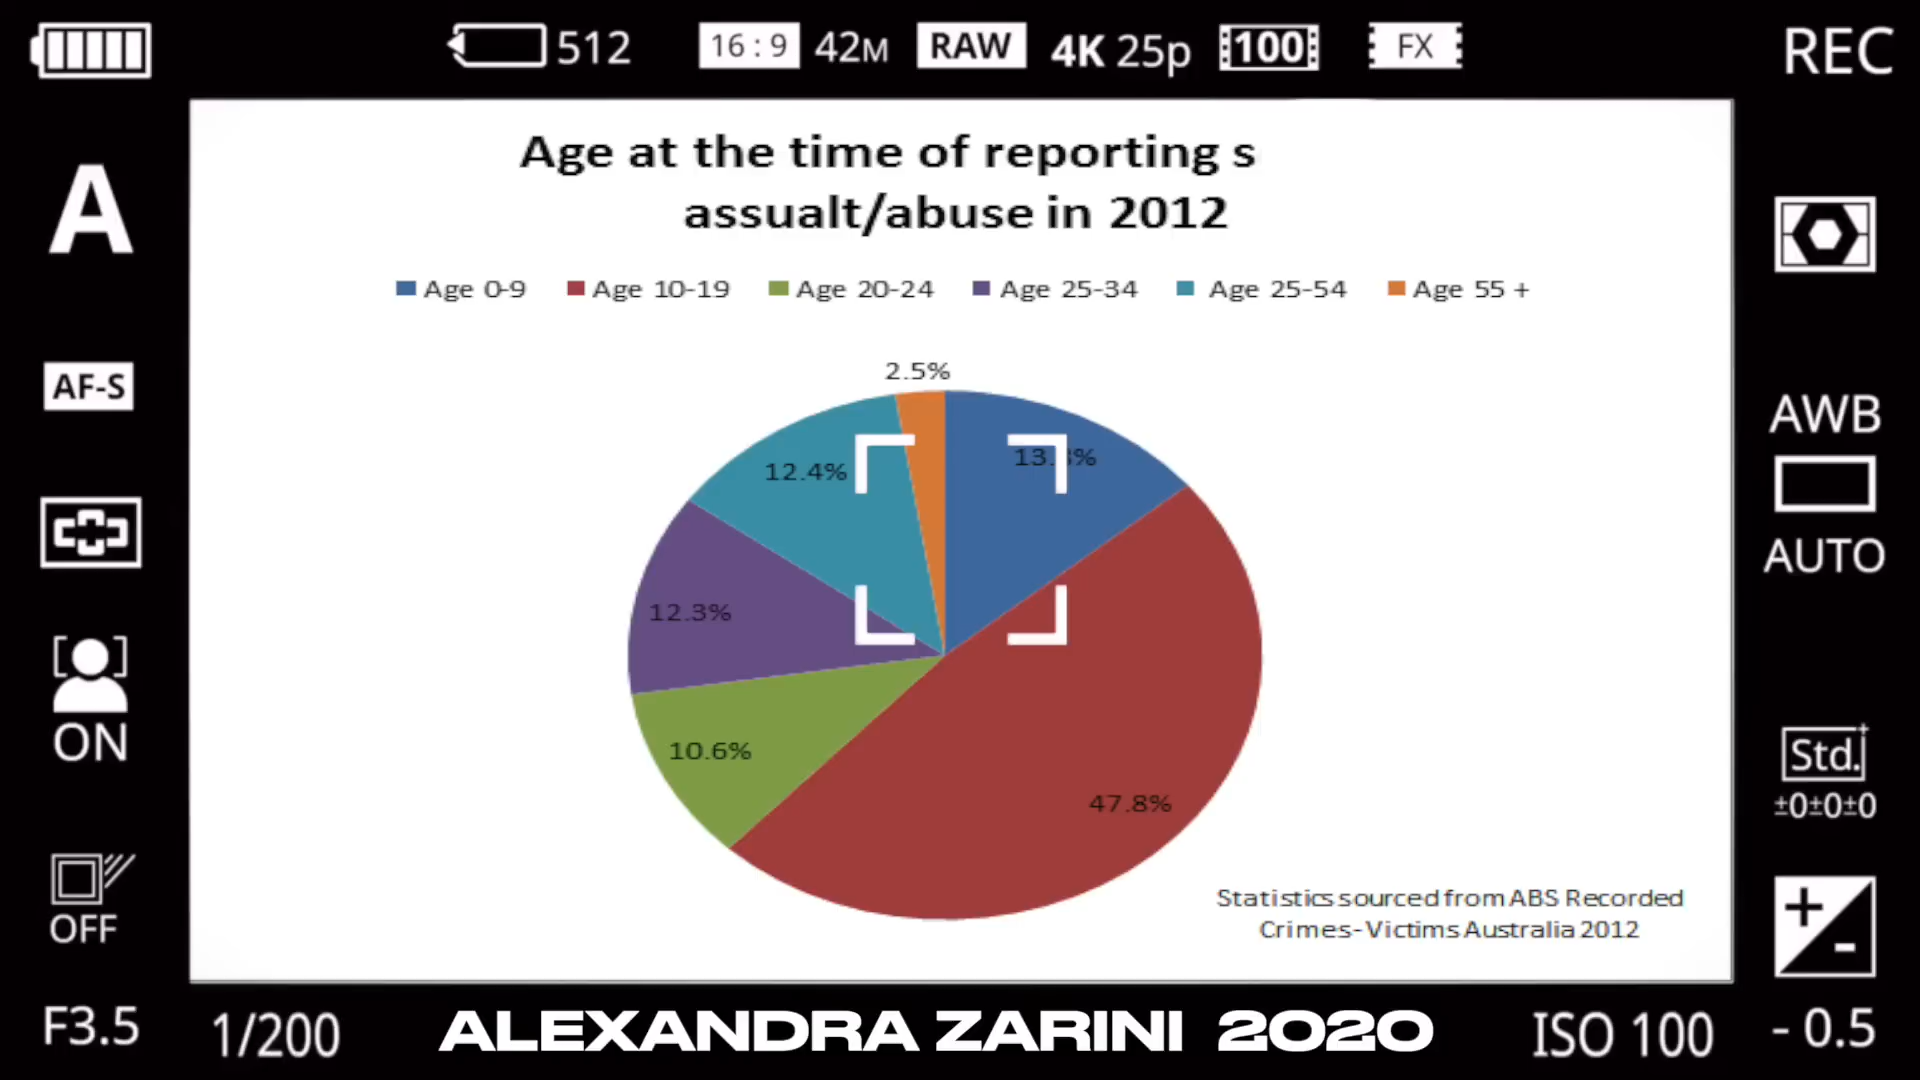 512 16:9 42M RAW 4K 25p 100 FX REC
A
AF-S
ON
OFF
F3.5
Age at the time of reporting s
assualt/abuse in 2012
Age 0-9 Age 10-19 Age 20-24 Age 25-34 Age 25-54 Age 55 +
2.5%
12.4%
12.3%
10.6%
47.8%
Statistics sourced from ABS Recorded
Crimes- Victims Australia 2012
AWB
AUTO
Std.
±0±0±0
+
-
1/200 ALEXANDRA ZARINI 2020 ISO 100 - 0.5